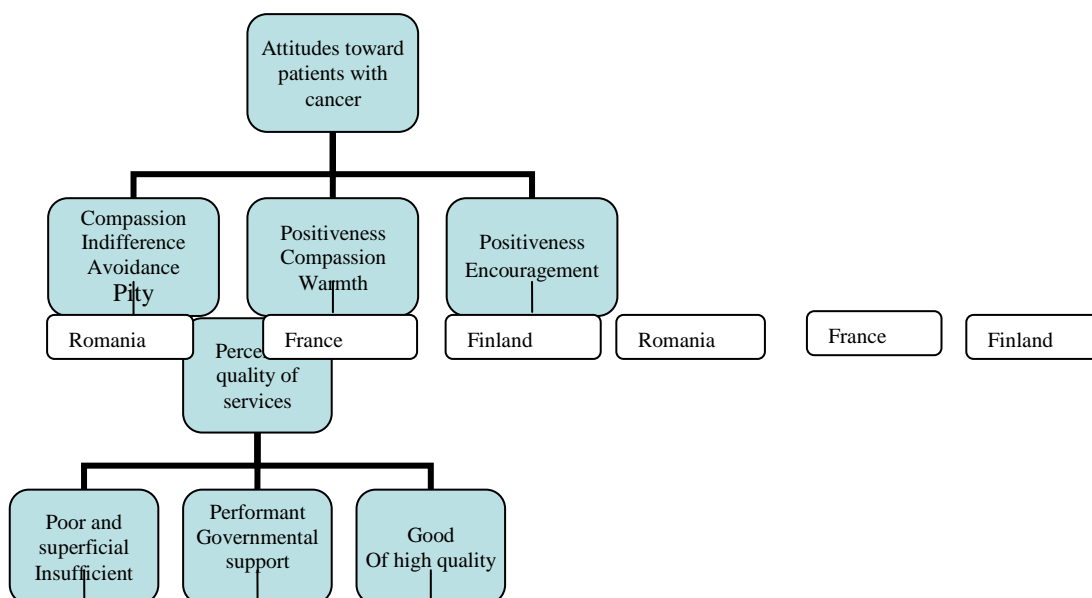 Attitudes toward
patients with
cancer
Compassion
Indifference
Avoidance
Pity
Positiveness
Compassion
Warmth
Positiveness
Encouragement
Romania
France
Finland
Romania
France
Finland
quality of
services
Poor and
superficial
Insufficient
Performant
Governmental
support
Good
Of high quality